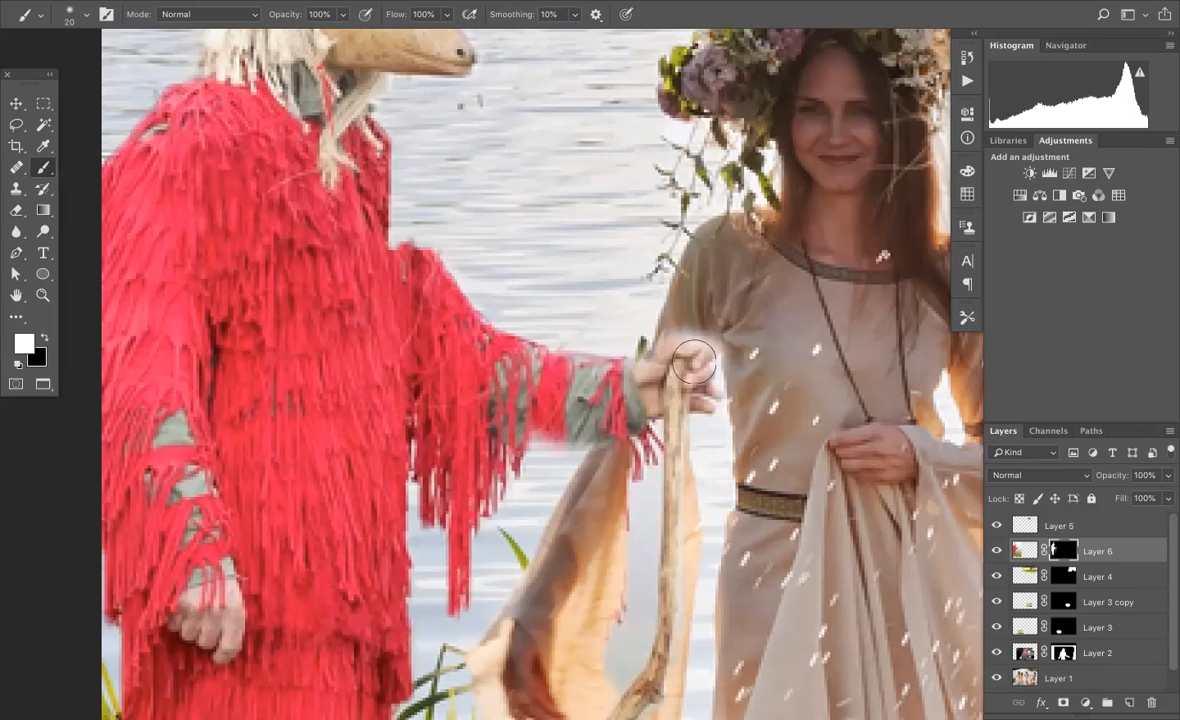 20 Mode: Normal Opacity: 100% Flow: 100% Smoothing: 10%
Histogram Navigator
Libraries Adjustments
Add an adjustment
Layers Channels Paths
Kind
Normal Opacity: 100%
Lock: Fill: 100%
Layer 5
Layer 6
Layer 4
Layer 3 copy
Layer 3
Layer 2
Layer 1